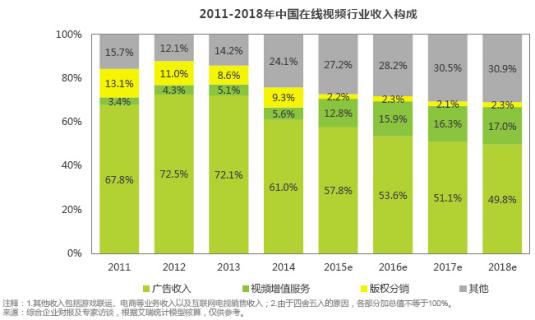 2011-2018年中国在线视频行业收入构成
100%
80%
60%
40%
20%
0%
15.7% 12.1% 14.2% 24.1% 27.2% 28.2% 30.5% 30.9%
13.1% 11.0% 8.6% 9.3% 2.2% 2.3% 2.1% 2.3%
3.4% 4.3% 5.1% 5.6% 12.8% 15.9% 16.3% 17.0%
67.8% 72.5% 72.1% 61.0% 57.8% 53.6% 51.1% 49.8%
2011 2012 2013 2014 2015e 2016e 2017e 2018e
广告收入 视频增值服务 版权分销 其他
注释：1.其他收入包括游戏联运、电商等业务收入以及互联网电视销售收入；2.由于四舍五入的原因，各部分加总值不等于100%。
来源：综合企业财报及专家访谈，根据艾瑞统计模型核算，仅供参考。